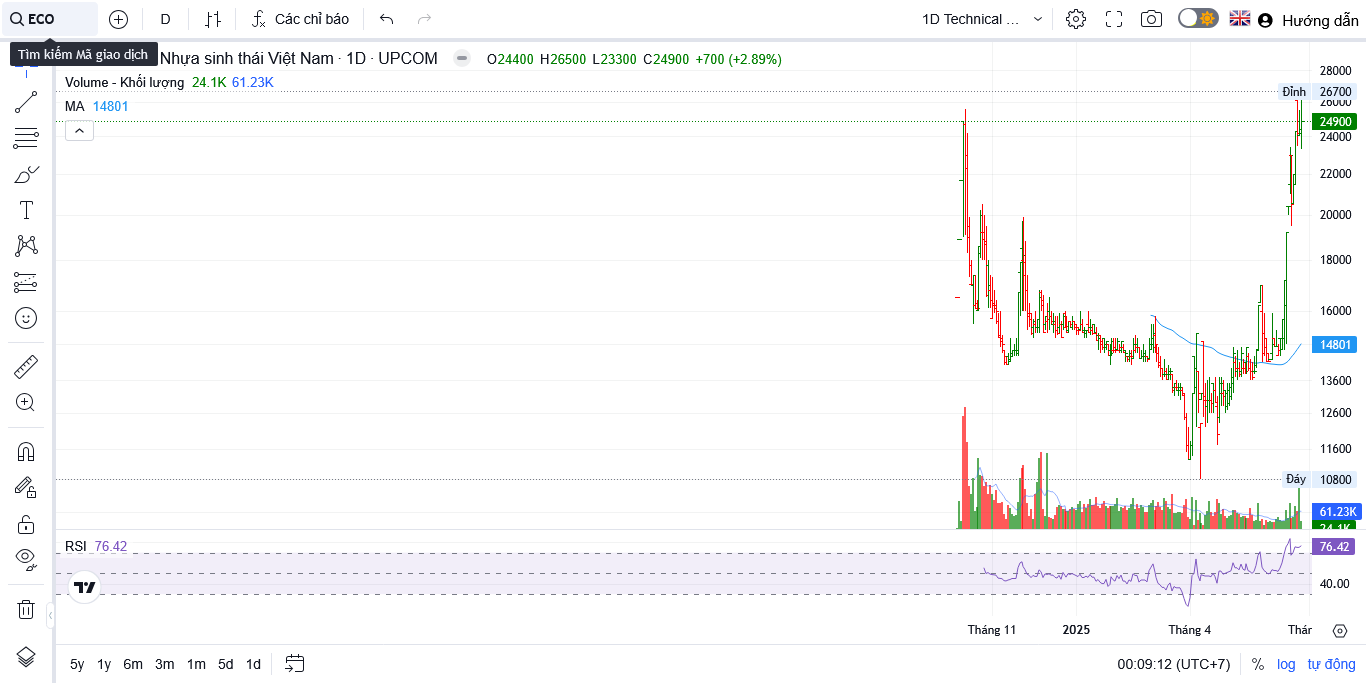 ECO D Các chỉ báo 1D Technical ... Hướng dẫn
Tìm kiếm Mã giao dịch
Nhựa sinh thái Việt Nam · 1D · UPCOM O24400 H26500 L23300 C24900 +700 (+2.89%)
Volume - Khối lượng 24.1K 61.23K
MA 14801
28000
Đỉnh 26700
26000
24900
24000
22000
20000
18000
16000
14801
13600
12600
11600
Đáy 10800
61.23K
24.1K
RSI 76.42
76.42
40.00
Tháng 11 2025 Tháng 4 Thán
5y 1y 6m 3m 1m 5d 1d 00:09:12 (UTC+7) % log tự động